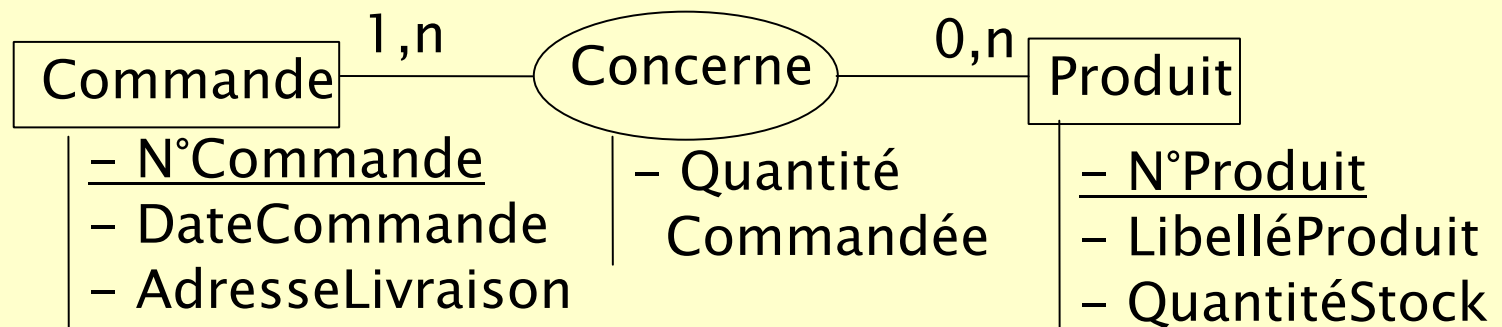 1,n
0,n
Commande
Concerne
Produit
– N°Commande
– DateCommande
– AdresseLivraison
– Quantité
Commandée
– N°Produit
– LibelléProduit
– QuantitéStock